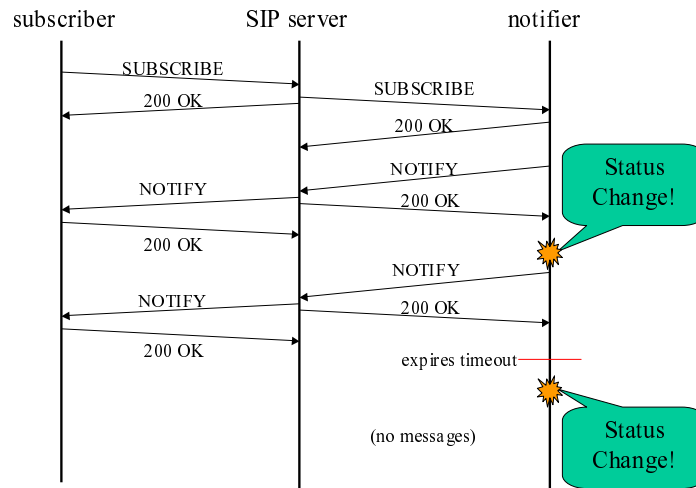 subscriber
SIP server
notifier
SUBSCRIBE
SUBSCRIBE
200 OK
200 OK
NOTIFY
Status
Change!
NOTIFY
200 OK
200 OK
NOTIFY
NOTIFY
200 OK
200 OK
expires timeout
(no messages)
Status
Change!